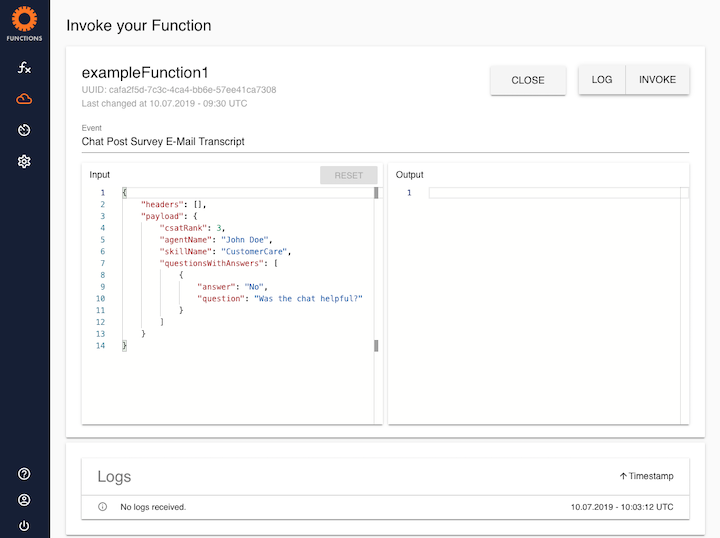 FUNCTIONS
Invoke your Function
exampleFunction1
UUID: cafa2f5d-7c3c-4ca4-bb6e-57ee41ca7308
Last changed at 10.07.2019 - 09:30 UTC
CLOSE
LOG
INVOKE
Event
Chat Post Survey E-Mail Transcript
Input
RESET
1 {
2 "headers": [],
3 "payload": {
4 "csatRank": 3,
5 "agentName": "John Doe",
6 "skillName": "CustomerCare",
7 "questionsWithAnswers": [
8 {
9 "answer": "No",
10 "question": "Was the chat helpful?"
11 }
12 ]
13 }
14 }
Output
1
Logs
Timestamp
No logs received.
10.07.2019 - 10:03:12 UTC